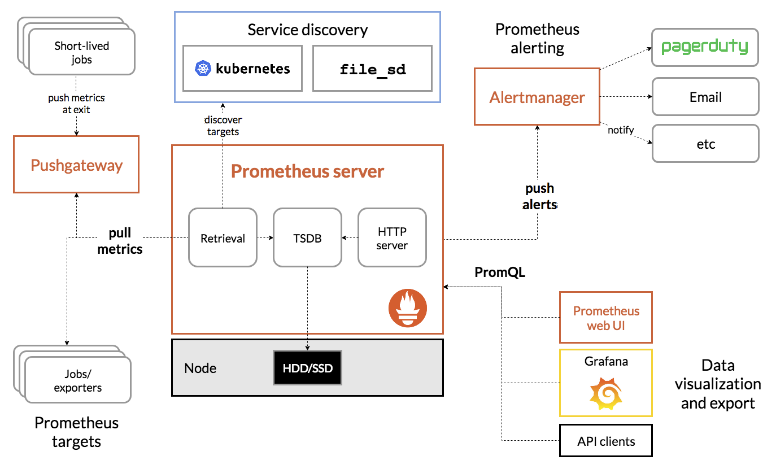 Short-lived
jobs
push metrics
at exit
Pushgateway
Service discovery
kubernetes
file_sd
discover
targets
Prometheus
alerting
Alertmanager
pagerduty
Email
notify
etc
Prometheus server
Retrieval
TSDB
HTTP
server
pull
metrics
push
alerts
PromQL
Node
HDD/SSD
Jobs/
exporters
Prometheus
targets
Prometheus
web UI
Grafana
API clients
Data
visualization
and export